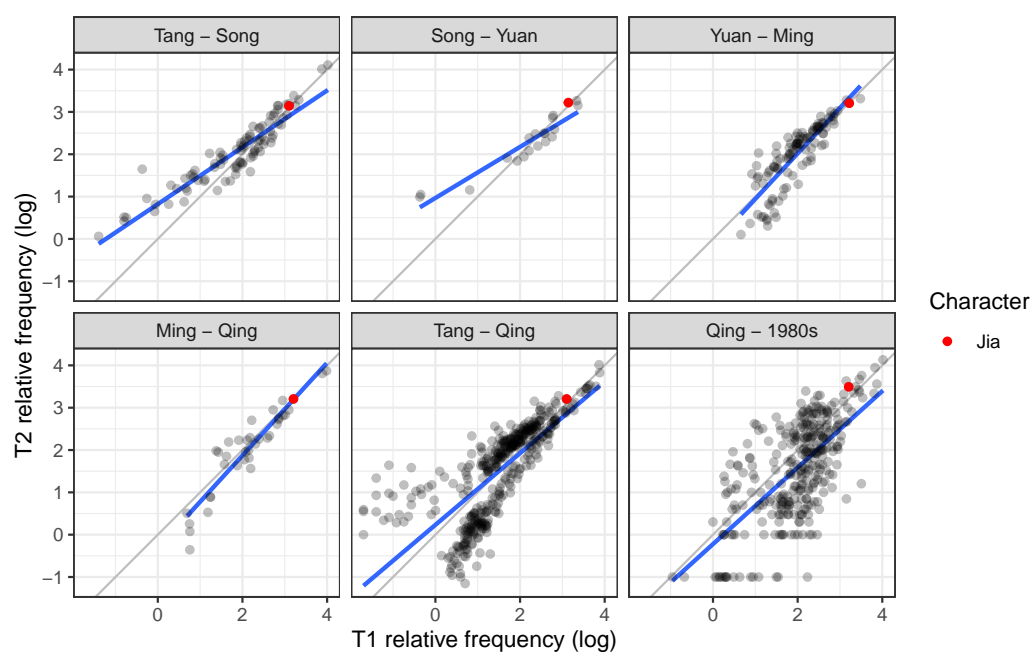 Tang − Song
Song − Yuan
Yuan − Ming
4
3
2
1
0
−1
Ming − Qing
Tang − Qing
Qing − 1980s
4
3
2
1
0
−1
0
2
4
0
2
4
0
2
4
T1 relative frequency (log)
T2 relative frequency (log)
Character
Jia